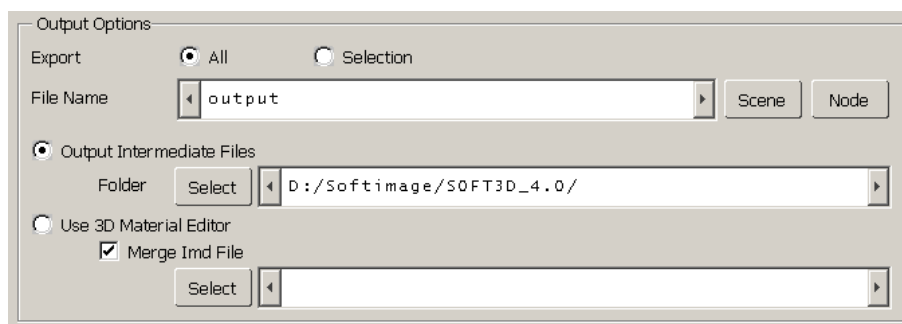 Output Options
Export All Selection
File Name output Scene Node
Output Intermediate Files
Folder Select D:/Softimage/SOFT3D_4.0/
Use 3D Material Editor
Merge Imd File
Select